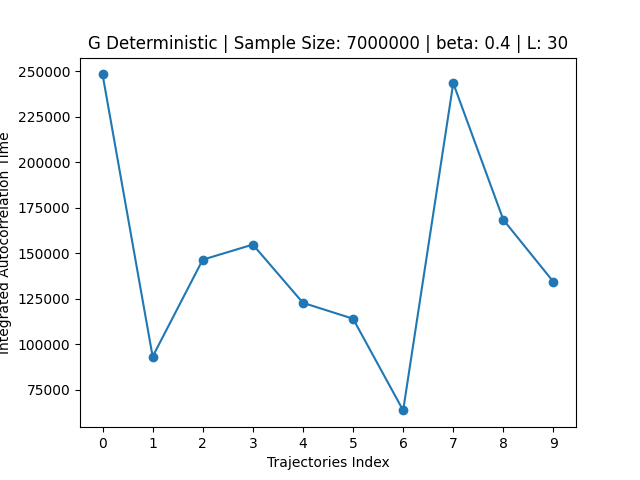 G Deterministic | Sample Size: 7000000 | beta: 0.4 | L: 30
250000
225000
200000
175000
150000
125000
100000
75000
Integrated Autocorrelation Time
0 1 2 3 4 5 6 7 8 9
Trajectories Index